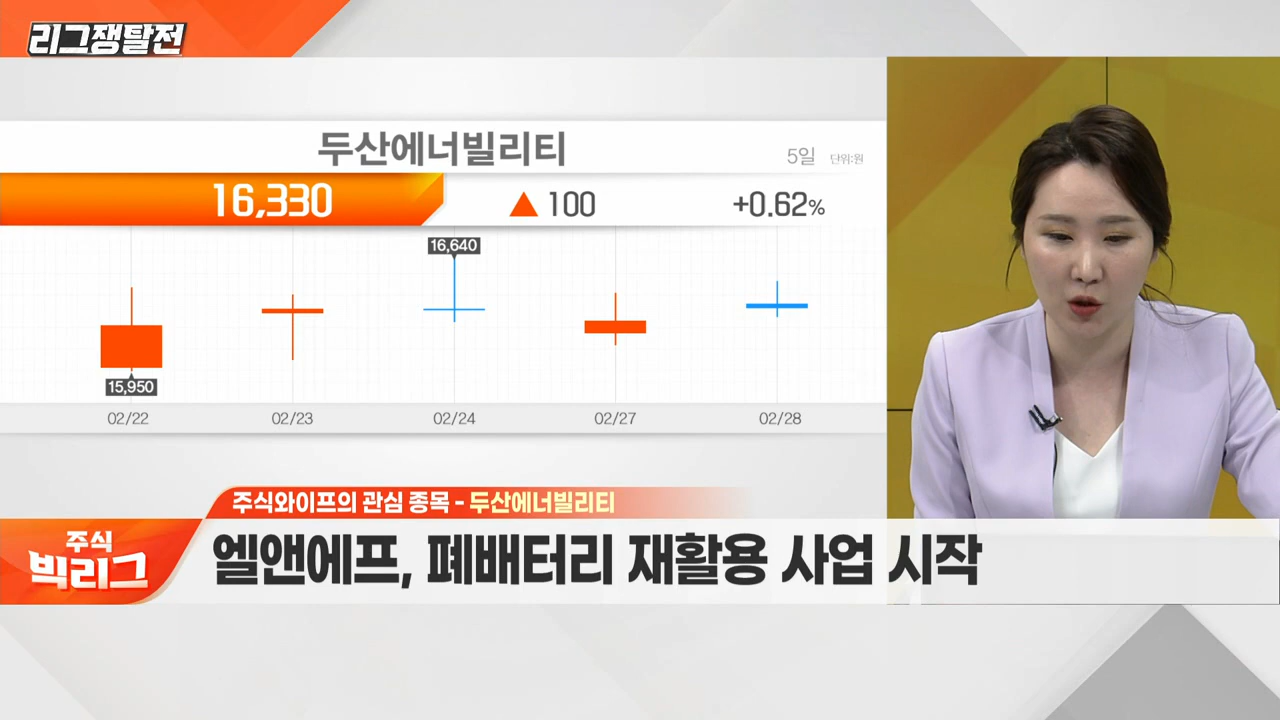 리그쟁탈전
두산에너빌리티
5일 단위:원
16,330 ▲ 100 +0.62%
16,640
15,950
02/22 02/23 02/24 02/27 02/28
주식와이프의 관심 종목 - 두산에너빌리티
주식
빅리그
엘앤에프, 폐배터리 재활용 사업 시작